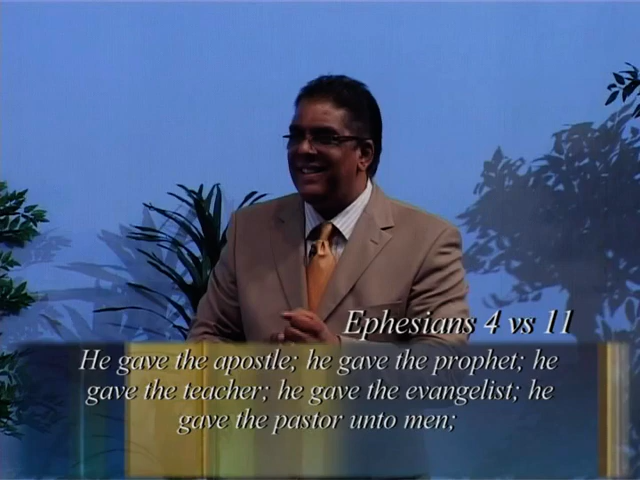 Ephesians 4 vs 11
He gave the apostle; he gave the prophet; he
gave the teacher; he gave the evangelist; he
gave the pastor unto men;